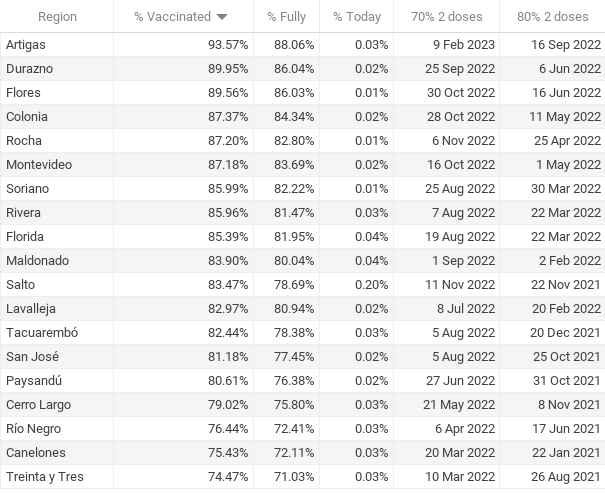 Region % Vaccinated % Fully % Today 70% 2 doses 80% 2 doses
Artigas 93.57% 88.06% 0.03% 9 Feb 2023 16 Sep 2022
Durazno 89.95% 86.04% 0.02% 25 Sep 2022 6 Jun 2022
Flores 89.56% 86.03% 0.01% 30 Oct 2022 16 Jun 2022
Colonia 87.37% 84.34% 0.02% 28 Oct 2022 11 May 2022
Rocha 87.20% 82.80% 0.01% 6 Nov 2022 25 Apr 2022
Montevideo 87.18% 83.69% 0.02% 16 Oct 2022 1 May 2022
Soriano 85.99% 82.22% 0.01% 25 Aug 2022 30 Mar 2022
Rivera 85.96% 81.47% 0.03% 7 Aug 2022 22 Mar 2022
Florida 85.39% 81.95% 0.04% 19 Aug 2022 22 Mar 2022
Maldonado 83.90% 80.04% 0.04% 1 Sep 2022 2 Feb 2022
Salto 83.47% 78.69% 0.20% 11 Nov 2022 22 Nov 2021
Lavalleja 82.97% 80.94% 0.02% 8 Jul 2022 20 Feb 2022
Tacuarembó 82.44% 78.38% 0.03% 5 Aug 2022 20 Dec 2021
San José 81.18% 77.45% 0.02% 5 Aug 2022 25 Oct 2021
Paysandú 80.61% 76.38% 0.02% 27 Jun 2022 31 Oct 2021
Cerro Largo 79.02% 75.80% 0.03% 21 May 2022 8 Nov 2021
Río Negro 76.44% 72.41% 0.03% 6 Apr 2022 17 Jun 2021
Canelones 75.43% 72.11% 0.03% 20 Mar 2022 22 Jan 2021
Treinta y Tres 74.47% 71.03% 0.03% 10 Mar 2022 26 Aug 2021